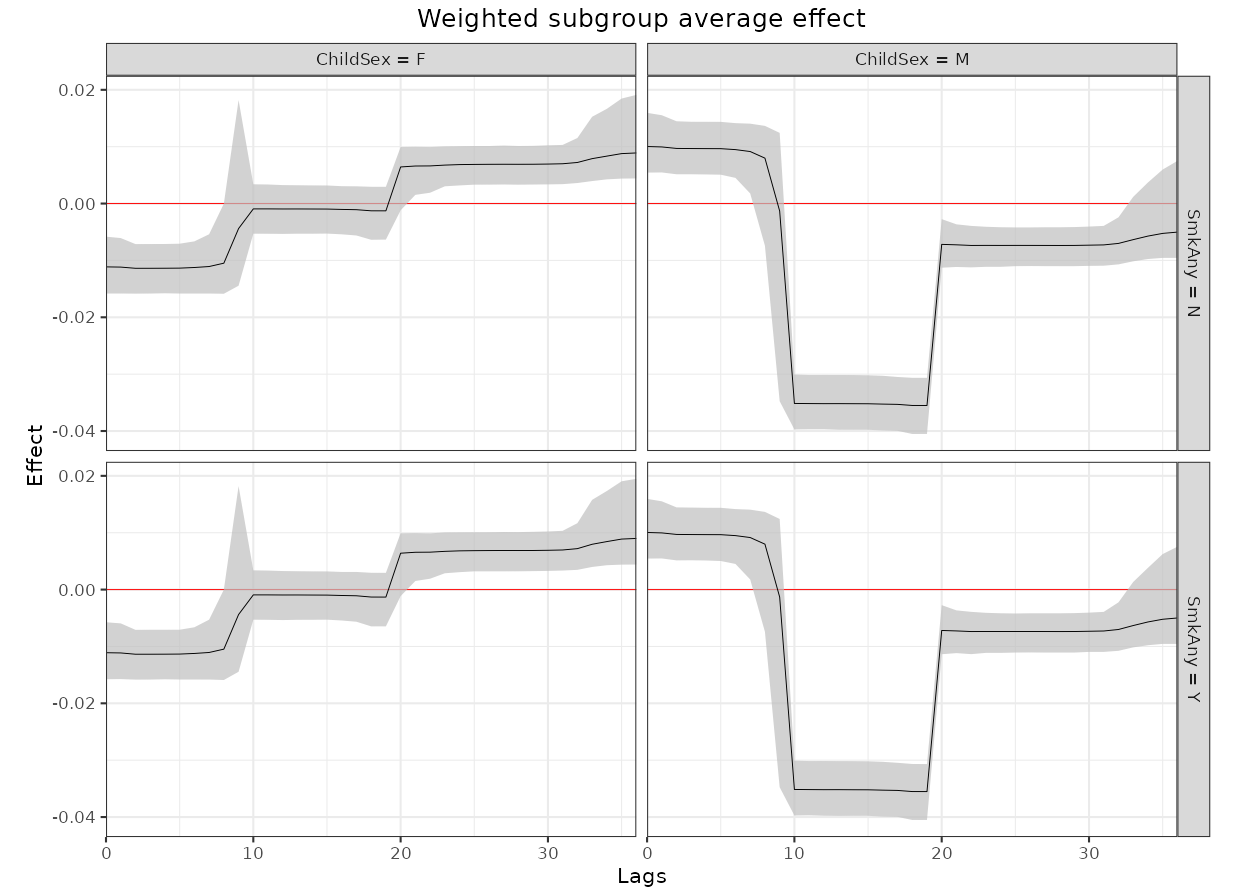 Weighted subgroup average effect
ChildSex = F
ChildSex = M
0.02
0.00
-0.02
-0.04
SmkAny = N
Effect
0.02
0.00
-0.02
-0.04
SmkAny = Y
0
10
20
30
0
10
20
30
Lags